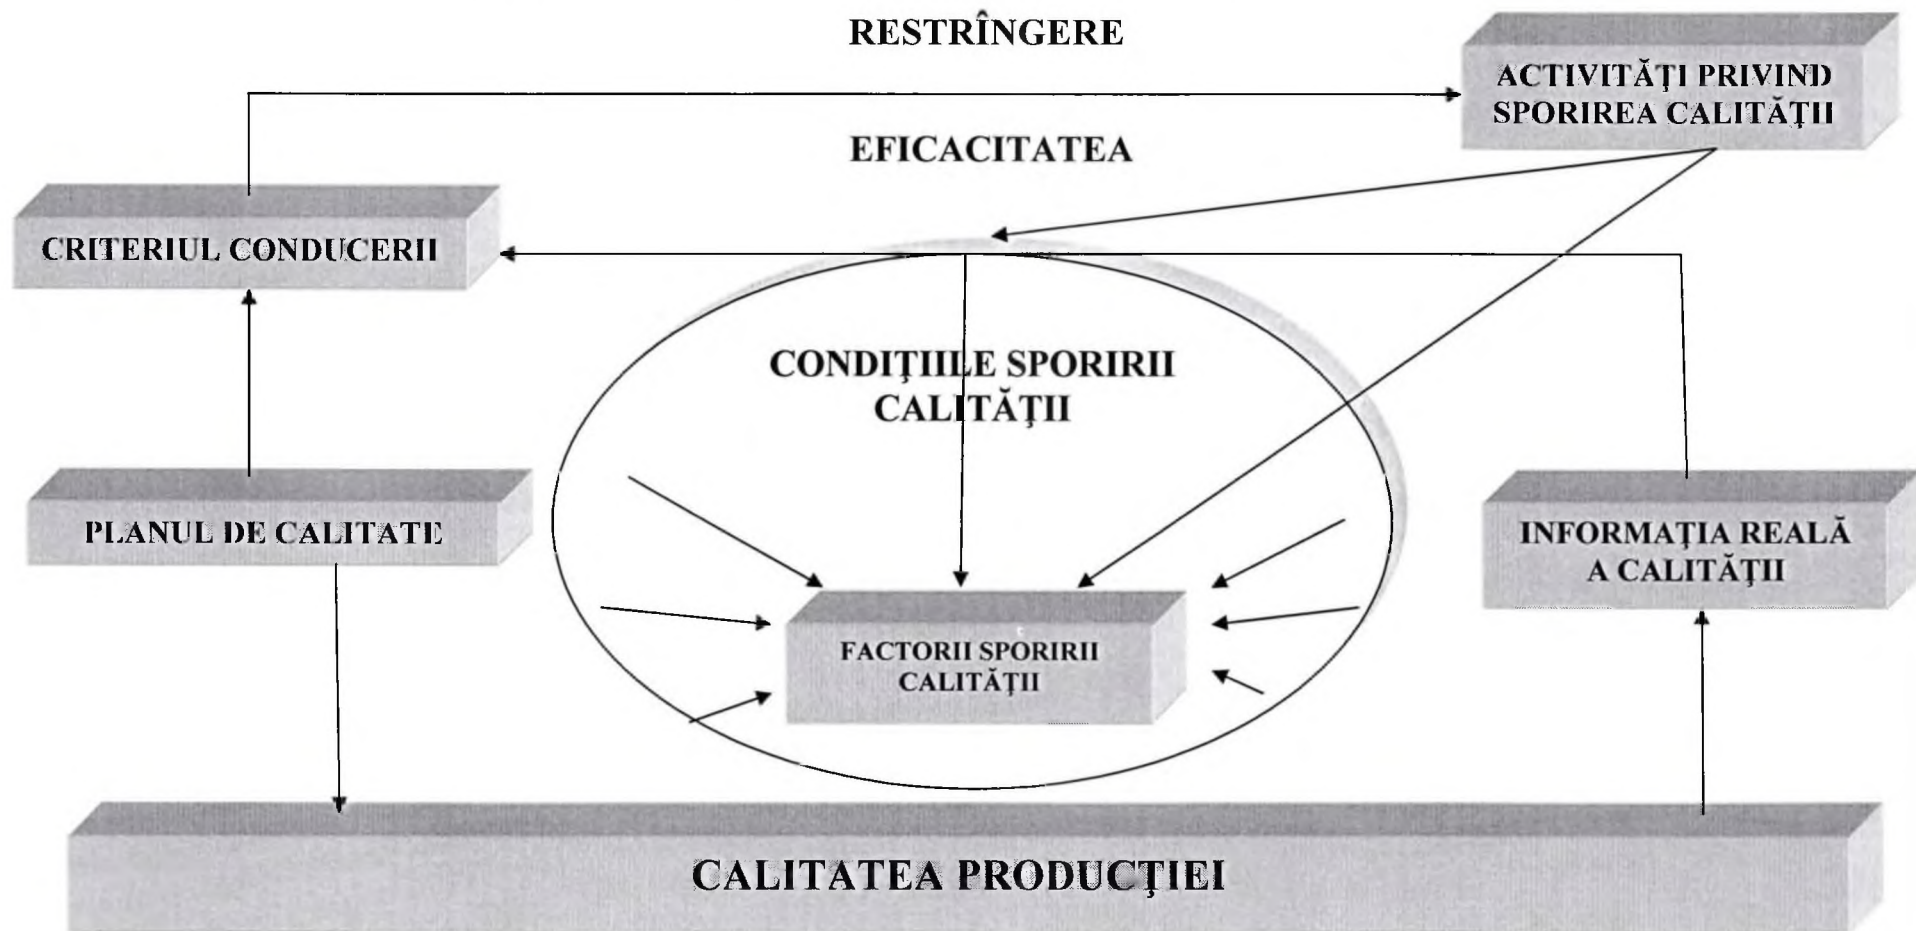 RESTRÎNGERE
ACTIVITĂŢI PRIVIND
SPORIREA CALITĂŢII
EFICACITATEA
CRITERIUL CONDUCERII
CONDIŢIILE SPORIRII
CALITĂŢII
PLANUL DE CALITATE
INFORMAŢIA REALĂ
A CALITĂŢII
FACTORII SPORIRII
CALITĂŢII
CALITATEA PRODUCŢIEI